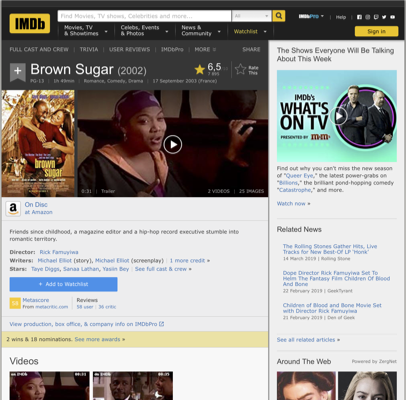 IMDb
Find Movies, TV shows, Celebrities and more...
All
IMDbPro
Help
Movies, TV & Showtimes
Celebs, Events & Photos
News & Community
Watchlist
Sign in
FULL CAST AND CREW | TRIVIA | USER REVIEWS | IMDbPro | MORE
SHARE
Brown Sugar (2002)
6,5
Rate This
PG-13 | 1h 49min | Romance, Comedy, Drama | 17 September 2003 (France)
Brown Sugar
0:31 | Trailer
2 VIDEOS | 25 IMAGES
On Disc
at Amazon
Friends since childhood, a magazine editor and a hip-hop record executive stumble into romantic territory.
Director: Rick Famuyiwa
Writers: Michael Elliot (story), Michael Elliot (screenplay) | 1 more credit »
Stars: Taye Diggs, Sanaa Lathan, Yasiin Bey | See full cast & crew »
+ Add to Watchlist
Metascore
From metacritic.com
Reviews
56 user | 36 critic
View production, box office, & company info on IMDbPro
2 wins & 18 nominations. See more awards »
Videos
The Shows Everyone Will Be Talking About This Week
IMDb's
WHAT'S ON TV
PRESENTED BY m&m's
Find out why you can't miss the new season of "Queer Eye," the latest power-grabs on "Billions," the brilliant pond-hopping comedy "Catastrophe," and more.
Watch now »
Related News
The Rolling Stones Gather Hits, Live Tracks for New Best-Of LP 'Honk'
14 March 2019 | Rolling Stone
Dope Director Rick Famuyiwa Set To Helm The Fantasy Film Children Of Blood And Bone
22 February 2019 | GeekTyrant
Children of Blood and Bone Movie Set with Director Rick Famuyiwa
21 February 2019 | Den of Geek
See all related articles »
Around The Web
Powered by ZergNet